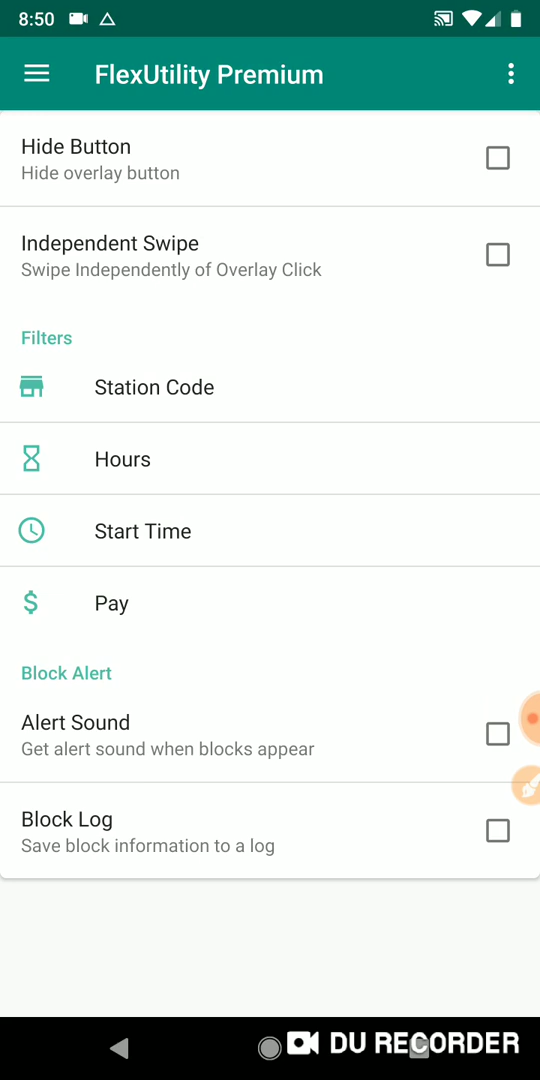 8:50
FlexUtility Premium
Hide Button
Hide overlay button
Independent Swipe
Swipe Independently of Overlay Click
Filters
Station Code
Hours
Start Time
$ Pay
Block Alert
Alert Sound
Get alert sound when blocks appear
Block Log
Save block information to a log
DU RECORDER